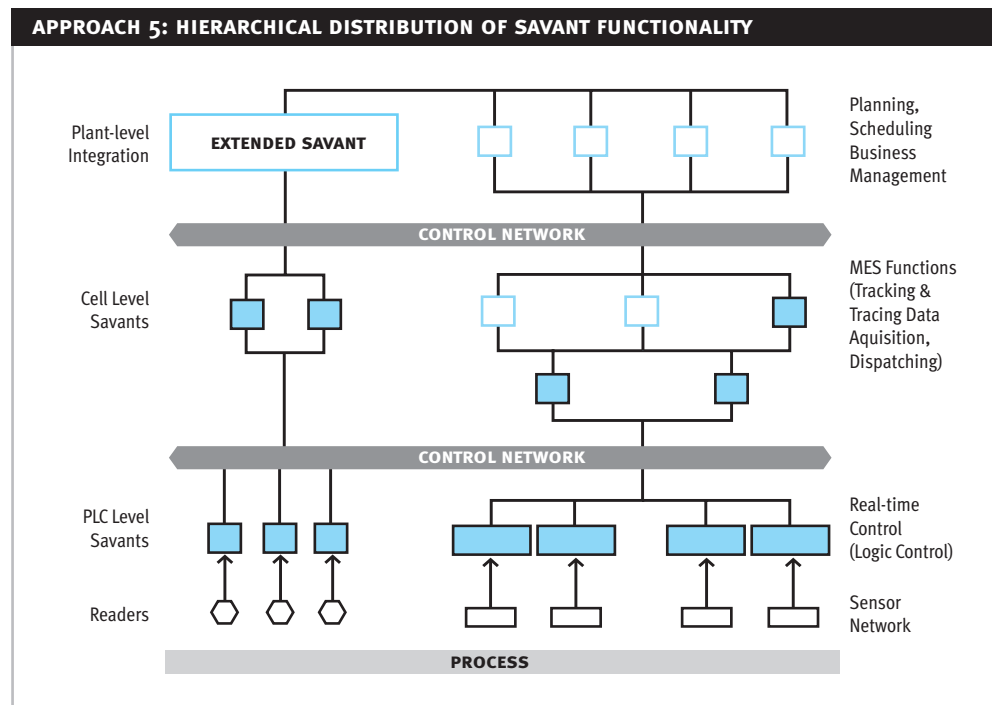 APPROACH 5: HIERARCHICAL DISTRIBUTION OF SAVANT FUNCTIONALITY
Plant-level
Integration
EXTENDED SAVANT
Planning,
Scheduling
Business
Management
CONTROL NETWORK
Cell Level
Savants
MES Functions
(Tracking &
Tracing Data
Aquisition,
Dispatching)
CONTROL NETWORK
PLC Level
Savants
Real-time
Control
(Logic Control)
Readers
Sensor
Network
PROCESS